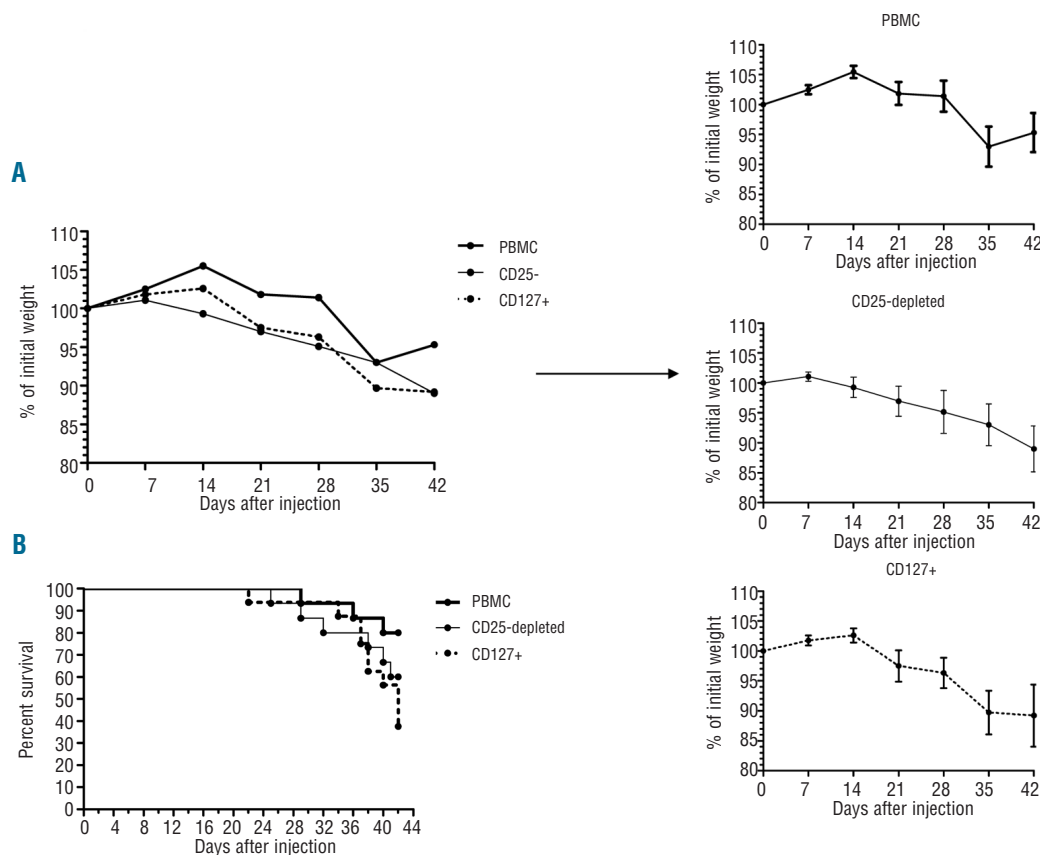 A
% of initial weight
110
105
100
95
90
85
80
0 7 14 21 28 35 42
Days after injection
PBMC
CD25-
CD127+
B
Percent survival
100
90
80
70
60
50
40
30
20
10
0
0 4 8 12 16 20 24 28 32 36 40 44
Days after injection
PBMC
CD25-depleted
CD127+
PBMC
% of initial weight
110
105
100
95
90
85
80
0 7 14 21 28 35 42
Days after injection
CD25-depleted
% of initial weight
110
105
100
95
90
85
80
0 7 14 21 28 35 42
Days after injection
CD127+
% of initial weight
110
105
100
95
90
85
80
0 7 14 21 28 35 42
Days after injection